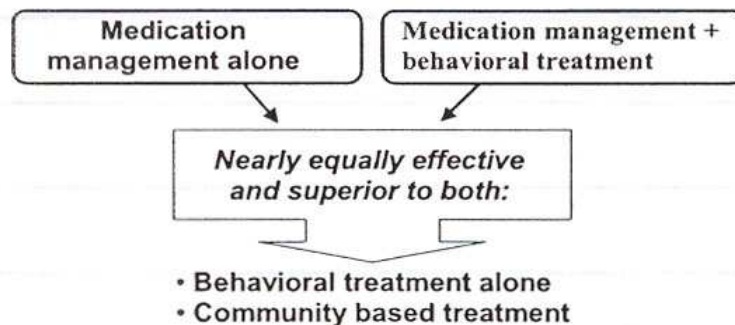 Medication
management alone
Medication management +
behavioral treatment
Nearly equally effective
and superior to both:
• Behavioral treatment alone
• Community based treatment